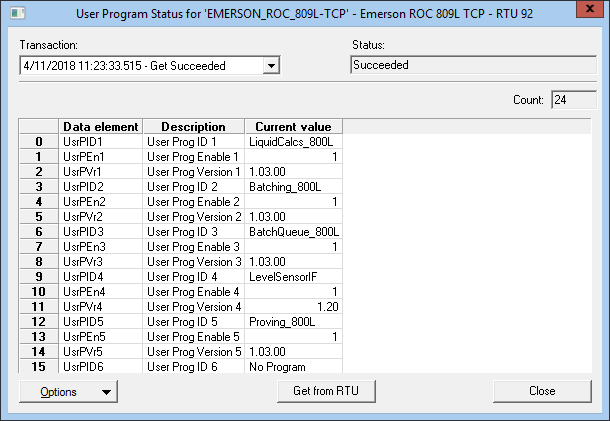 User Program Status for 'EMERSON_ROC_809L-TCP' - Emerson ROC 809L TCP - RTU 92
x
Transaction: Status:
4/11/2018 11:23:33.515 - Get Succeeded Succeeded
Count: 24
Data element Description Current value
0 UsrPID1 User Prog ID 1 LiquidCalcs_800L
1 UsrPEn1 User Prog Enable 1 1
2 UsrPVr1 User Prog Version 1 1.03.00
3 UsrPID2 User Prog ID 2 Batching_800L
4 UsrPEn2 User Prog Enable 2 1
5 UsrPVr2 User Prog Version 2 1.03.00
6 UsrPID3 User Prog ID 3 BatchQueue_800L
7 UsrPEn3 User Prog Enable 3 1
8 UsrPVr3 User Prog Version 3 1.03.00
9 UsrPID4 User Prog ID 4 LevelSensorIF
10 UsrPEn4 User Prog Enable 4 1
11 UsrPVr4 User Prog Version 4 1.20
12 UsrPID5 User Prog ID 5 Proving_800L
13 UsrPEn5 User Prog Enable 5 1
14 UsrPVr5 User Prog Version 5 1.03.00
15 UsrPID6 User Prog ID 6 No Program
Options Get from RTU Close